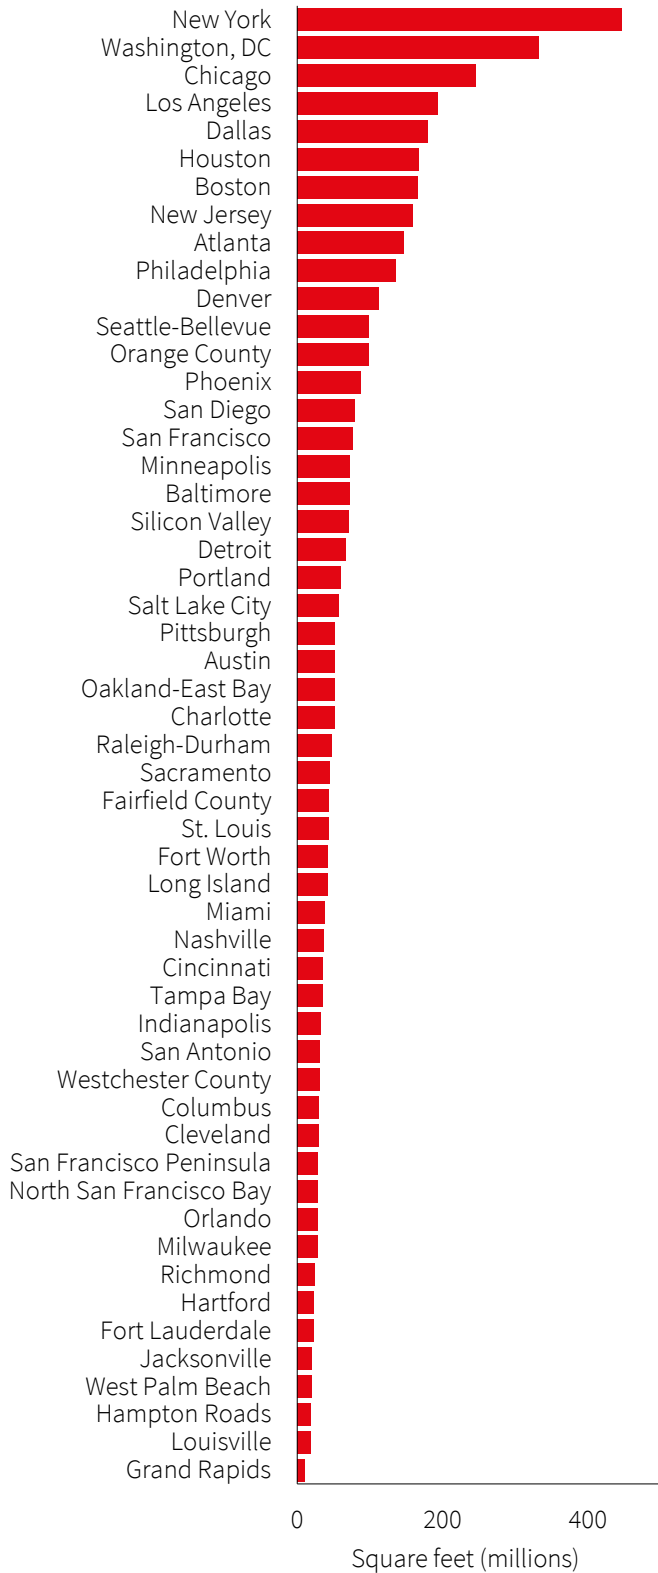 New York
Washington, DC
Chicago
Los Angeles
Dallas
Houston
Boston
New Jersey
Atlanta
Philadelphia
Denver
Seattle-Bellevue
Orange County
Phoenix
San Diego
San Francisco
Minneapolis
Baltimore
Silicon Valley
Detroit
Portland
Salt Lake City
Pittsburgh
Austin
Oakland-East Bay
Charlotte
Raleigh-Durham
Sacramento
Fairfield County
St. Louis
Fort Worth
Long Island
Miami
Nashville
Cincinnati
Tampa Bay
Indianapolis
San Antonio
Westchester County
Columbus
Cleveland
San Francisco Peninsula
North San Francisco Bay
Orlando
Milwaukee
Richmond
Hartford
Fort Lauderdale
Jacksonville
West Palm Beach
Hampton Roads
Louisville
Grand Rapids
0 200 400
Square feet (millions)